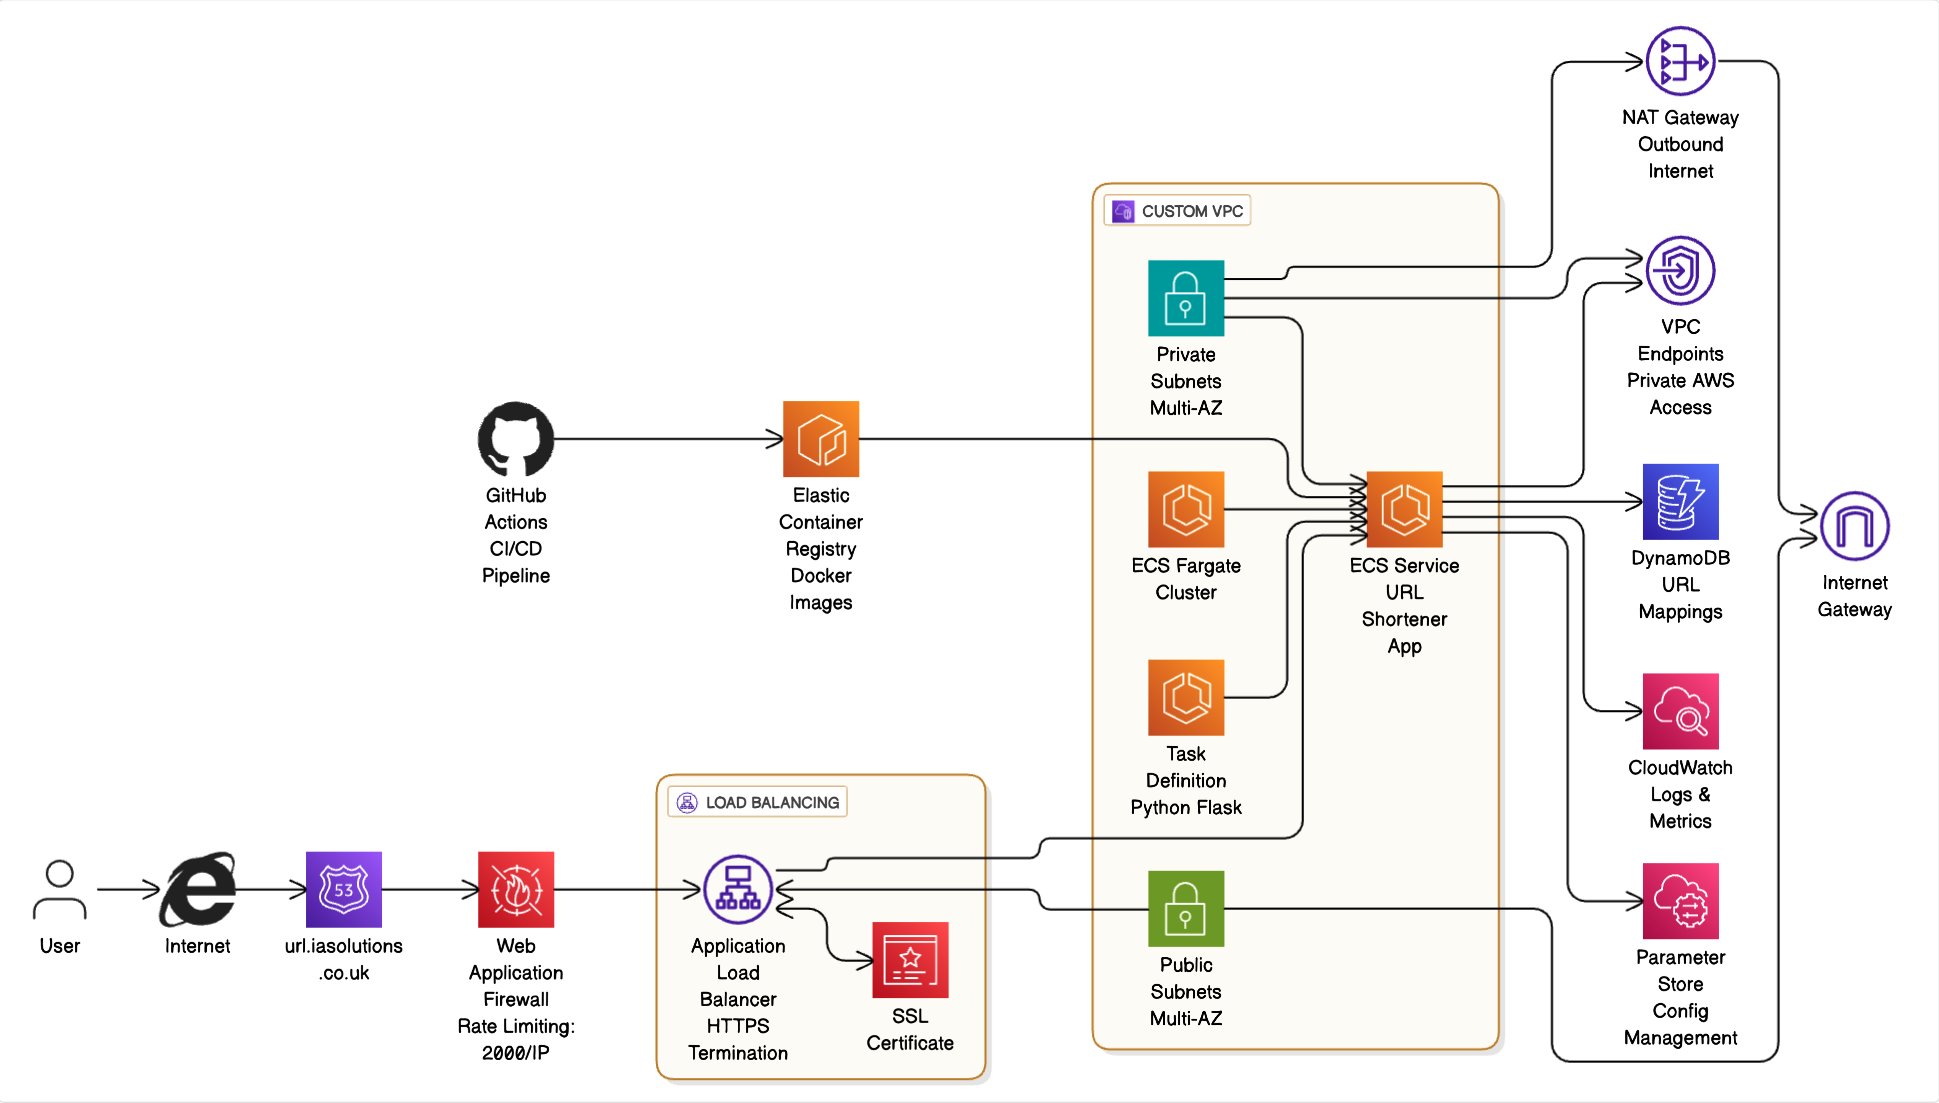 NAT Gateway
Outbound
Internet
CUSTOM VPC
Private
Subnets
Multi-AZ
VPC
Endpoints
Private AWS
Access
GitHub
Actions
CI/CD
Pipeline
Elastic
Container
Registry
Docker
Images
ECS Fargate
Cluster
ECS Service
URL
Shortener
App
DynamoDB
URL
Mappings
Internet
Gateway
Task
Definition
Python Flask
CloudWatch
Logs &
Metrics
LOAD BALANCING
User
Internet
53
url.iasolutions
.co.uk
Web
Application
Firewall
Rate Limiting:
2000/IP
Application
Load
Balancer
HTTPS
Termination
SSL
Certificate
Public
Subnets
Multi-AZ
Parameter
Store
Config
Management